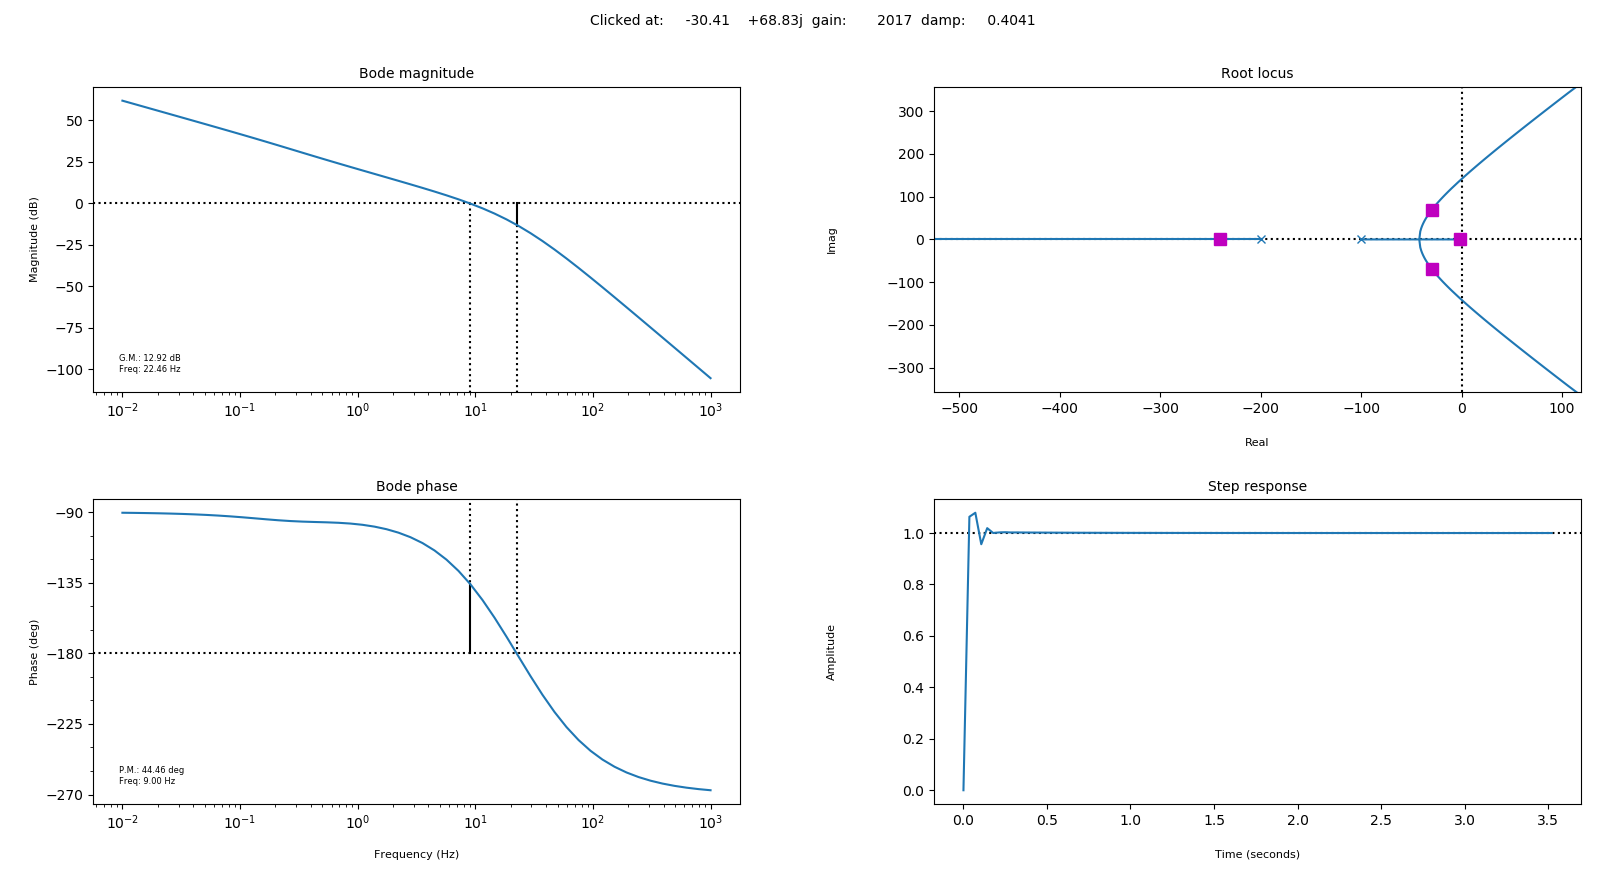 Clicked at: -30.41 +68.83j gain: 2017 damp: 0.4041
Bode magnitude
Magnitude (dB)
50
25
0
−25
−50
−75
−100
G.M.: 12.92 dB
Freq: 22.46 Hz
10⁻² 10⁻¹ 10⁰ 10¹ 10² 10³
Root locus
Imag
300
200
100
0
−100
−200
−300
−500 −400 −300 −200 −100 0 100
Real
Bode phase
Phase (deg)
−90
−135
−180
−225
−270
P.M.: 44.46 deg
Freq: 9.00 Hz
10⁻² 10⁻¹ 10⁰ 10¹ 10² 10³
Frequency (Hz)
Step response
Amplitude
1.0
0.8
0.6
0.4
0.2
0.0
0.0 0.5 1.0 1.5 2.0 2.5 3.0 3.5
Time (seconds)